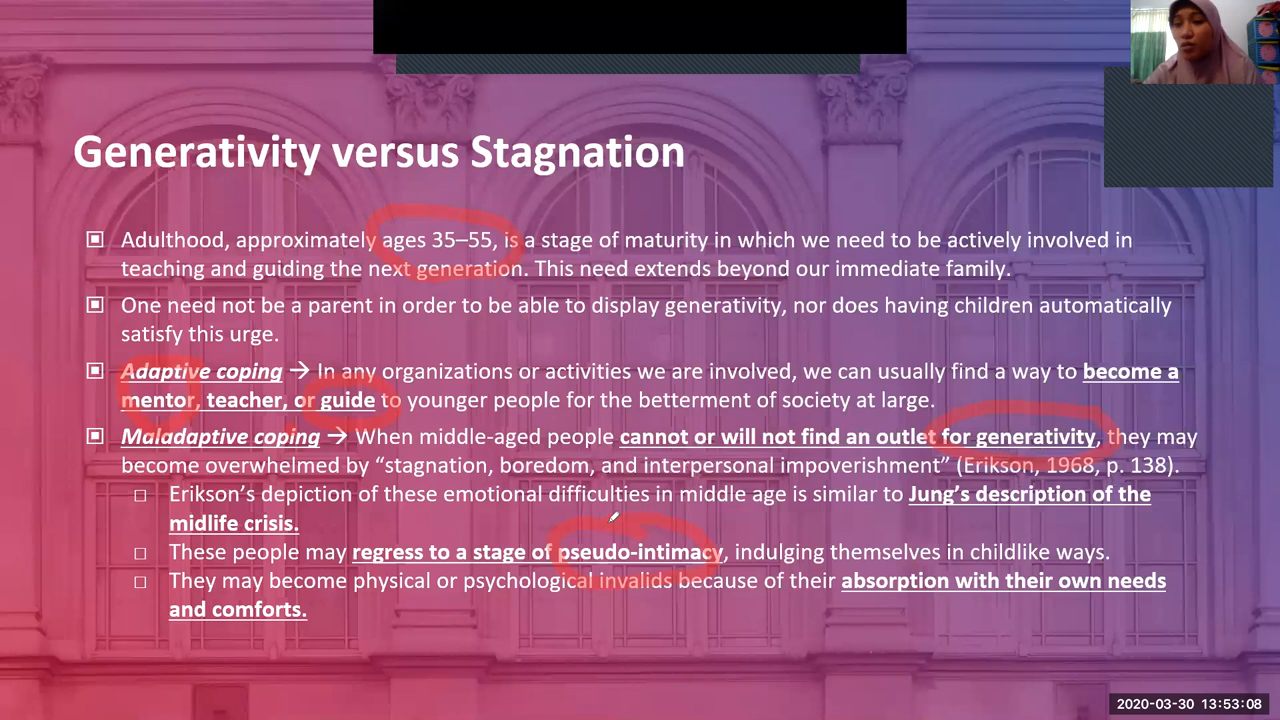 Generativity versus Stagnation
Adulthood, approximately ages 35–55, is a stage of maturity in which we need to be actively involved in
teaching and guiding the next generation. This need extends beyond our immediate family.
One need not be a parent in order to be able to display generativity, nor does having children automatically
satisfy this urge.
Adaptive coping → In any organizations or activities we are involved, we can usually find a way to become a
mentor, teacher, or guide to younger people for the betterment of society at large.
Maladaptive coping → When middle-aged people cannot or will not find an outlet for generativity, they may
become overwhelmed by “stagnation, boredom, and interpersonal impoverishment” (Erikson, 1968, p. 138).
Erikson’s depiction of these emotional difficulties in middle age is similar to Jung’s description of the
midlife crisis.
These people may regress to a stage of pseudo-intimacy, indulging themselves in childlike ways.
They may become physical or psychological invalids because of their absorption with their own needs
and comforts.
2020-03-30 13:53:08